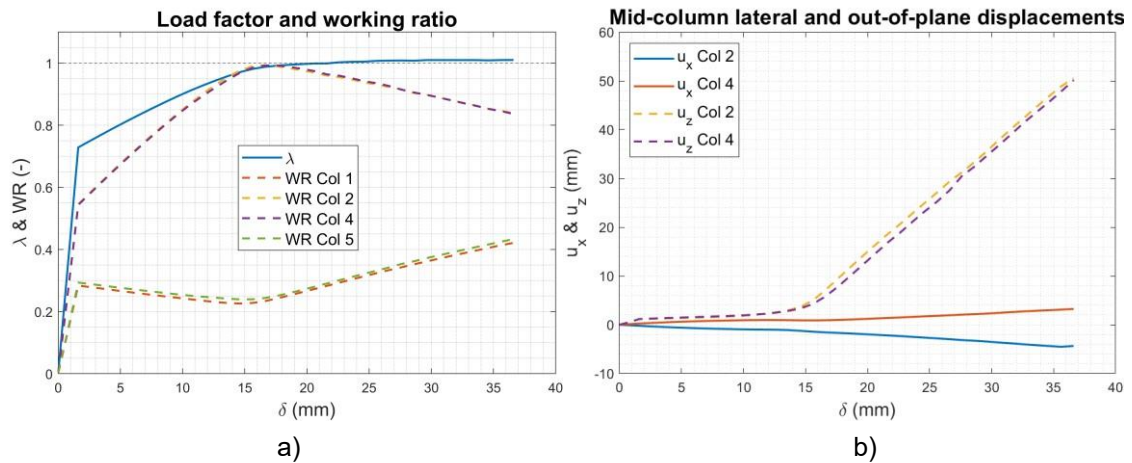 Load factor and working ratio
λ & WR (-)
1
0.8
0.6
0.4
0.2
0
0
5
10
15
20
25
30
35
40
δ (mm)
λ
WR Col 1
WR Col 2
WR Col 4
WR Col 5
a)
Mid-column lateral and out-of-plane displacements
u_x & u_z (mm)
60
50
40
30
20
10
0
-10
0
5
10
15
20
25
30
35
40
δ (mm)
u_x Col 2
u_x Col 4
u_z Col 2
u_z Col 4
b)